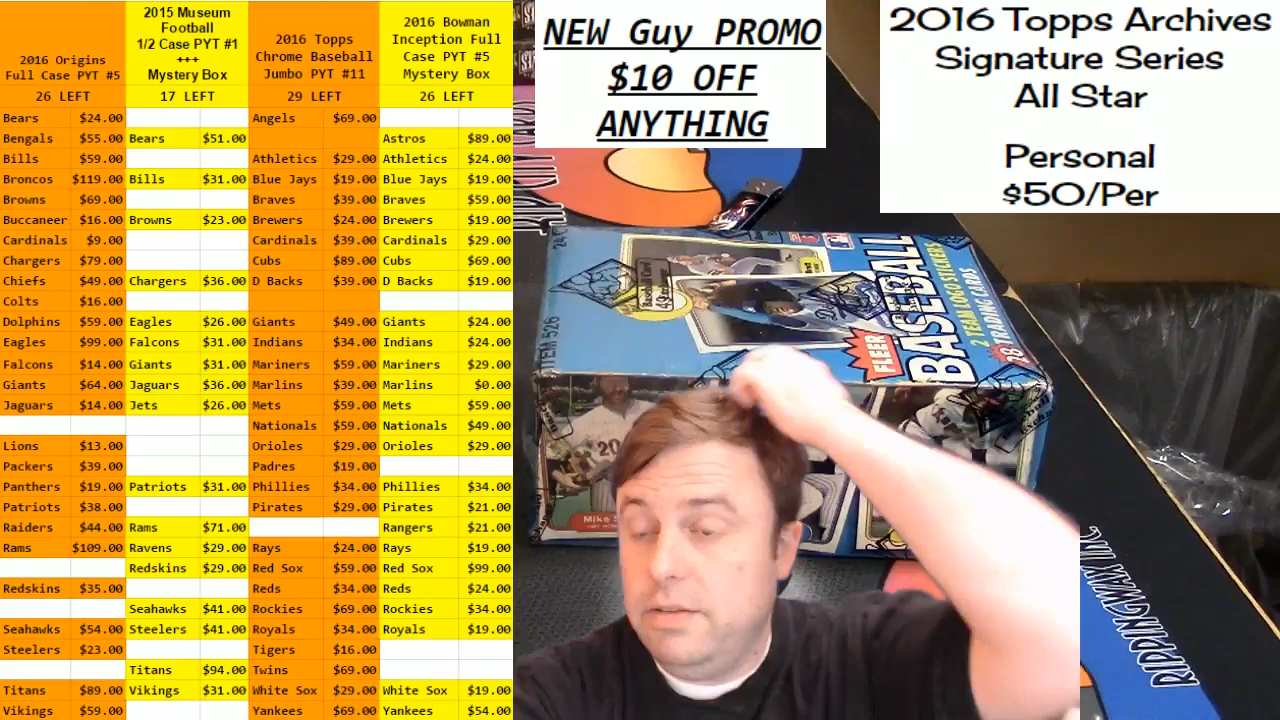 2016 Origins
Full Case PYT #5
26 LEFT
Bears $24.00
Bengals $55.00
Bills $59.00
Broncos $119.00
Browns $69.00
Buccaneer $16.00
Cardinals $9.00
Chargers $79.00
Chiefs $49.00
Colts $16.00
Dolphins $59.00
Eagles $99.00
Falcons $14.00
Giants $64.00
Jaguars $14.00
Lions $13.00
Packers $39.00
Panthers $19.00
Patriots $38.00
Raiders $44.00
Rams $109.00
Redskins $35.00
Seahawks $54.00
Steelers $23.00
Titans $89.00
Vikings $59.00
2015 Museum
Football
1/2 Case PYT #1
+++
Mystery Box
17 LEFT
Bears $51.00
Bills $31.00
Browns $23.00
Chargers $36.00
Eagles $26.00
Falcons $31.00
Giants $31.00
Jaguars $36.00
Jets $26.00
Patriots $31.00
Rams $71.00
Ravens $29.00
Redskins $29.00
Seahawks $41.00
Steelers $41.00
Titans $94.00
Vikings $31.00
2016 Topps
Chrome Baseball
Jumbo PYT #11
29 LEFT
Angels $69.00
Athletics $29.00
Blue Jays $19.00
Braves $39.00
Brewers $24.00
Cardinals $39.00
Cubs $89.00
D Backs $39.00
Giants $49.00
Indians $34.00
Mariners $59.00
Marlins $39.00
Mets $59.00
Nationals $59.00
Orioles $29.00
Padres $19.00
Phillies $34.00
Pirates $29.00
Rays $24.00
Red Sox $59.00
Reds $34.00
Rockies $69.00
Royals $34.00
Tigers $16.00
Twins $69.00
White Sox $29.00
Yankees $69.00
2016 Bowman
Inception Full
Case PYT #5
Mystery Box
26 LEFT
Astros $89.00
Athletics $24.00
Blue Jays $19.00
Braves $59.00
Brewers $19.00
Cardinals $29.00
Cubs $69.00
D Backs $19.00
Giants $24.00
Indians $24.00
Mariners $29.00
Marlins $0.00
Mets $59.00
Nationals $49.00
Orioles $29.00
Phillies $34.00
Pirates $21.00
Rangers $21.00
Rays $19.00
Red Sox $99.00
Reds $24.00
Rockies $34.00
Royals $19.00
White Sox $19.00
Yankees $54.00
NEW Guy PROMO
$10 OFF
ANYTHING
2016 Topps Archives
Signature Series
All Star
Personal
$50/Per
ITEM 526
FLEER
BASEBALL
2 TEAM LOGO STICKERS
28 TRADING CARDS
Mike
RIPPINGWAX INC.